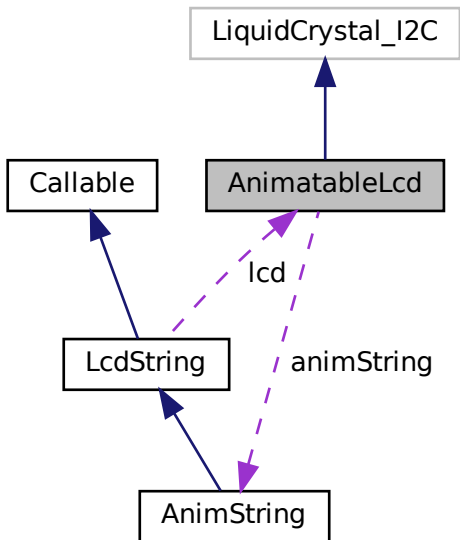 LiquidCrystal_I2C
Callable
AnimatableLcd
lcd
LcdString
animString
AnimString